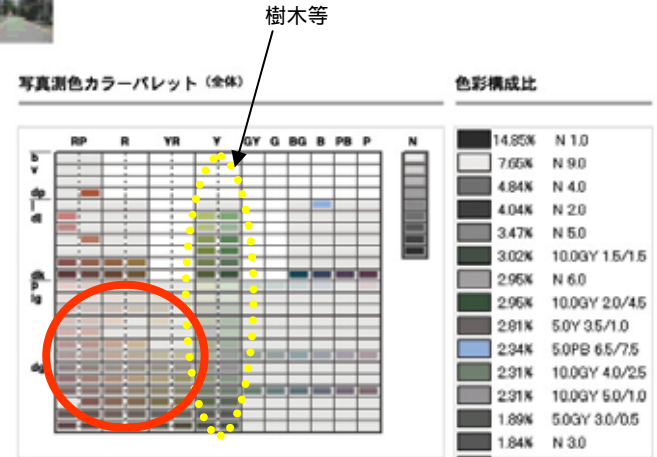 樹木等
写真測色カラーパレット（全体）
色彩構成比
RP R YR Y GY G BG B PB P N
b
v
dp
l
dl
dk
p
lg
dg
14.85% N 1.0
7.65% N 9.0
4.84% N 4.0
4.04% N 2.0
3.47% N 5.0
3.02% 10.0GY 1.5/1.5
2.95% N 6.0
2.95% 10.0GY 2.0/4.5
2.81% 5.0Y 3.5/1.0
2.34% 5.0PB 6.5/7.5
2.31% 10.0GY 4.0/2.5
2.31% 10.0GY 5.0/1.0
1.89% 5.0GY 3.0/0.5
1.84% N 3.0